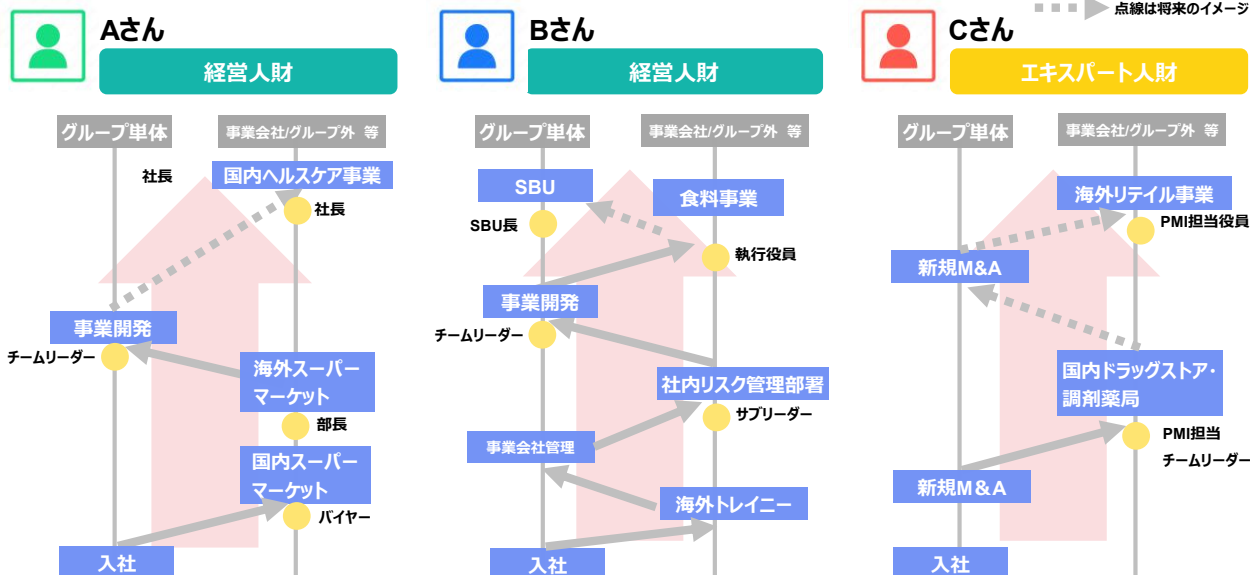 点線は将来のイメージ
Aさん
経営人財
グループ単体
事業会社/グループ外 等
社長
国内ヘルスケア事業
社長
事業開発
チームリーダー
海外スーパー
マーケット
部長
国内スーパー
マーケット
バイヤー
入社
Bさん
経営人財
グループ単体
事業会社/グループ外 等
SBU
SBU長
食料事業
執行役員
事業開発
チームリーダー
社内リスク管理部署
サブリーダー
事業会社管理
海外トレイニー
入社
Cさん
エキスパート人財
グループ単体
事業会社/グループ外 等
海外リテイル事業
PMI担当役員
新規M&A
国内ドラッグストア・
調剤薬局
PMI担当
チームリーダー
新規M&A
入社